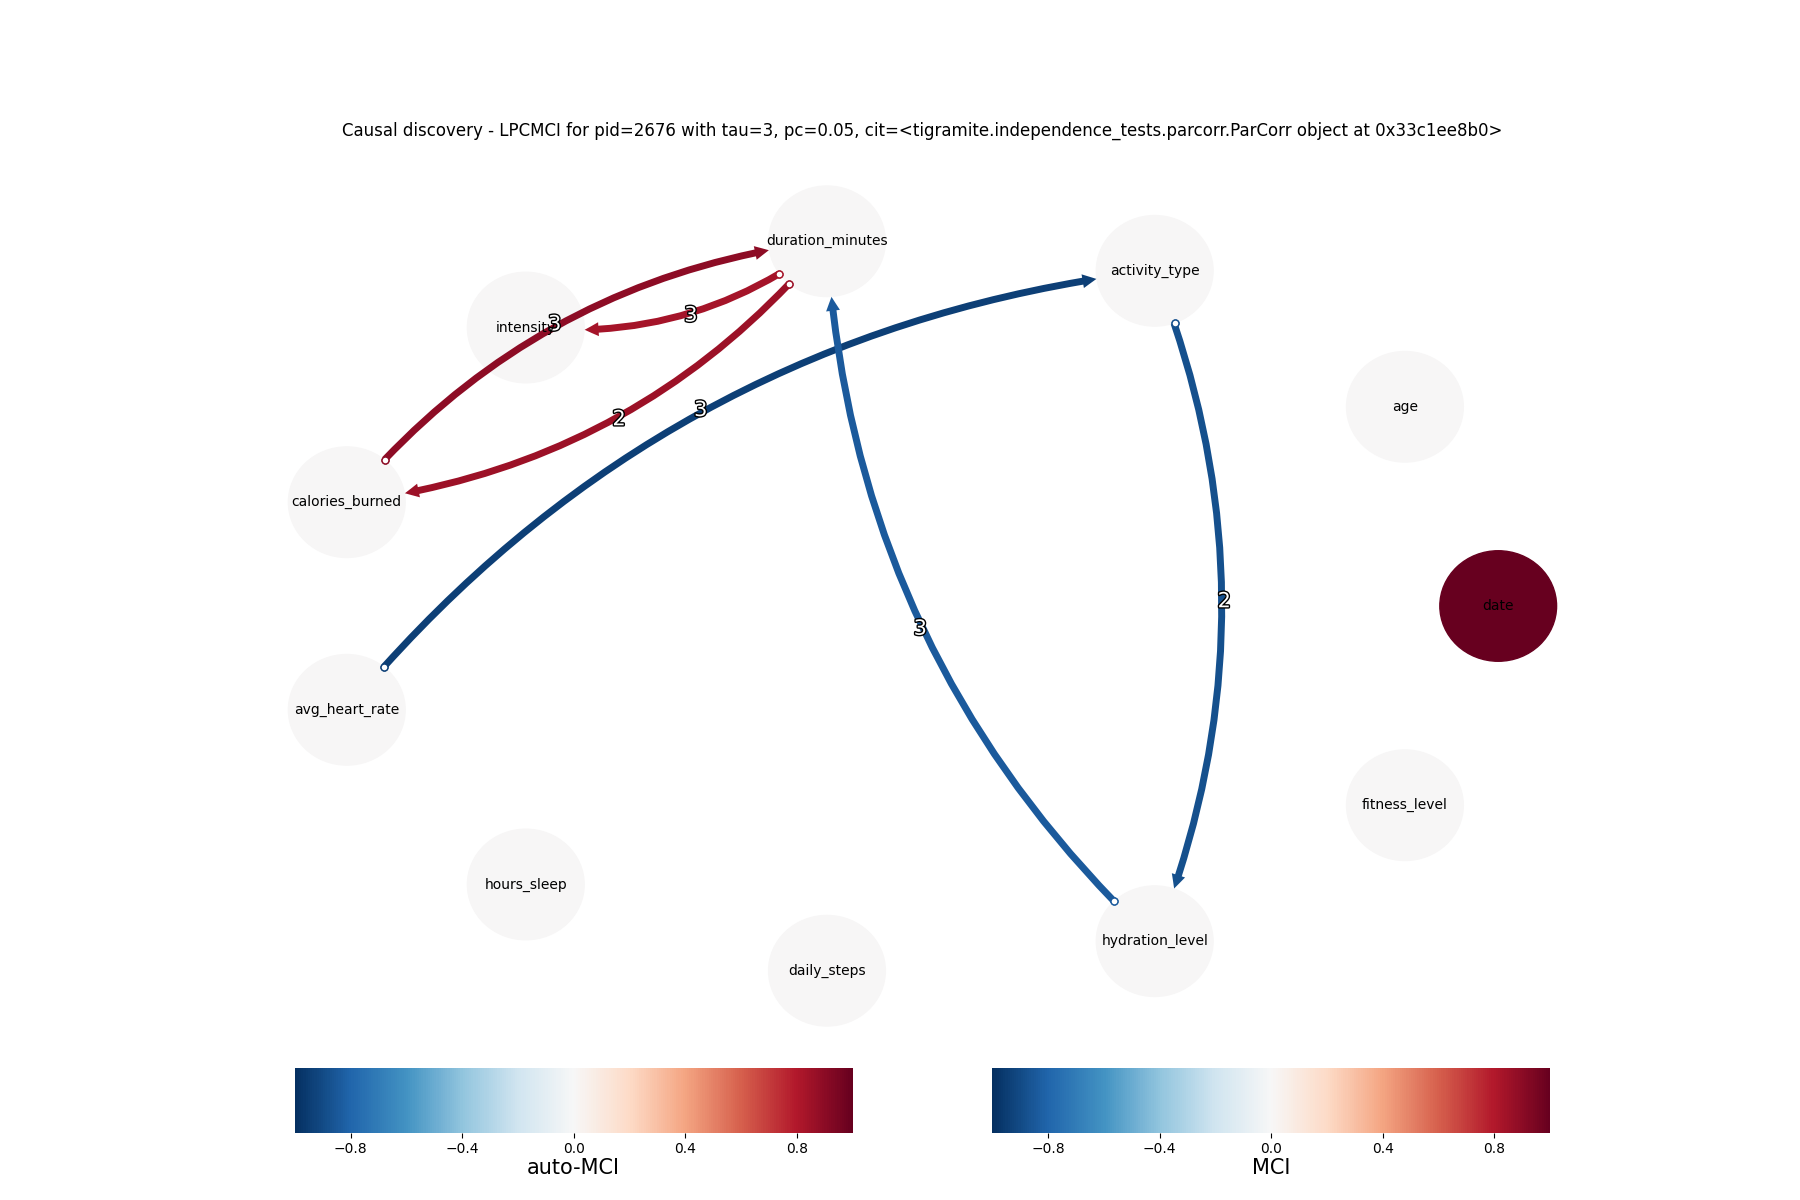 Causal discovery - LPCMCI for pid=2676 with tau=3, pc=0.05, cit=<tigramite.independence_tests.parcorr.ParCorr object at 0x33c1ee8b0>
duration_minutes
activity_type
intensity
3
3
age
2
3
calories_burned
2
date
3
avg_heart_rate
fitness_level
hours_sleep
hydration_level
daily_steps
−0.8 −0.4 0.0 0.4 0.8
auto-MCI
−0.8 −0.4 0.0 0.4 0.8
MCI